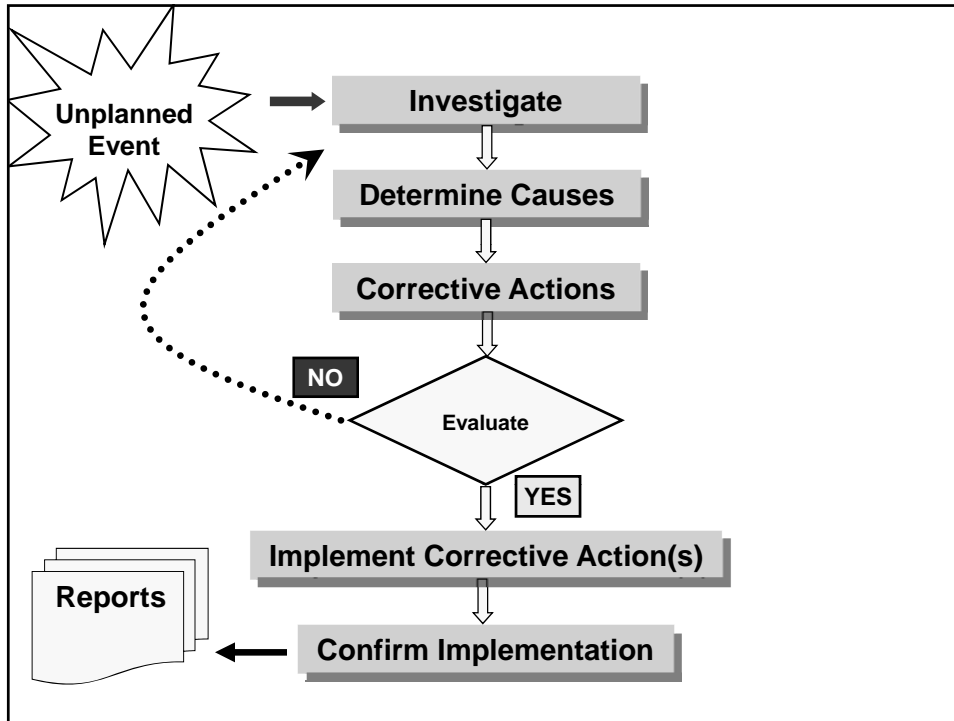 Unplanned
Event
Investigate
Determine Causes
Corrective Actions
NO
Evaluate
YES
Implement Corrective Action(s)
Reports
Confirm Implementation